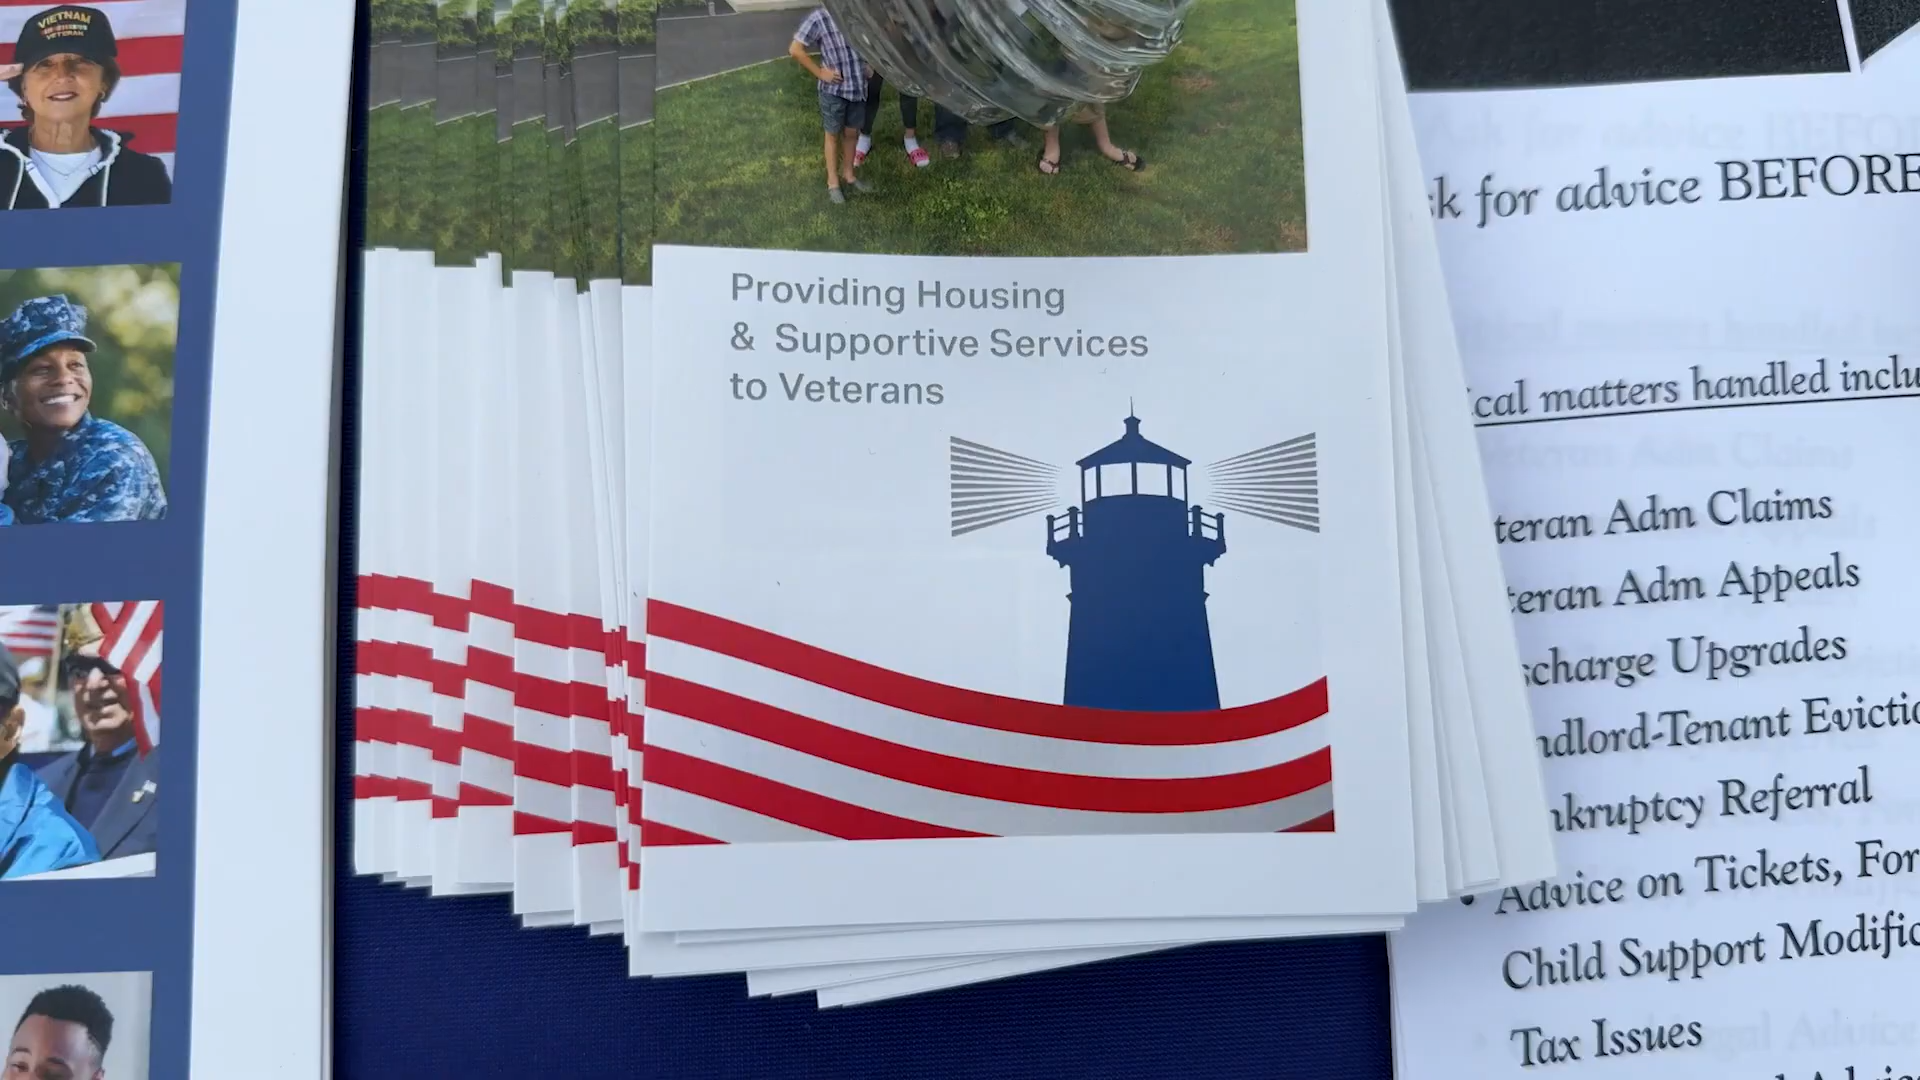 VIETNAM
VETERAN
Providing Housing
& Supportive Services
to Veterans
k for advice BEFORE
cal matters handled inclu
teran Adm Claims
teran Adm Appeals
scharge Upgrades
ndlord-Tenant Evictio
nkruptcy Referral
• Advice on Tickets, For
Child Support Modific
Tax Issues